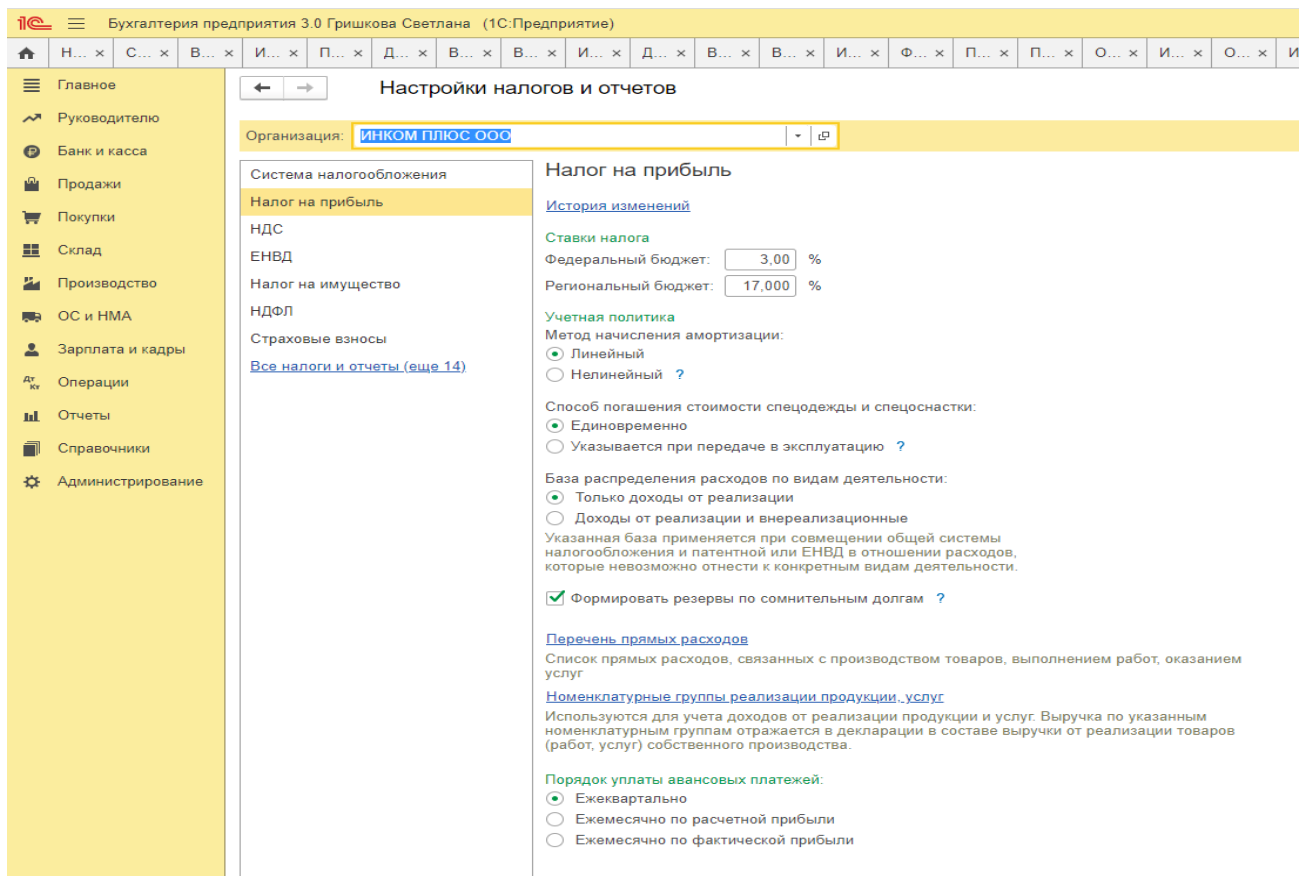 1С Бухгалтерия предприятия 3.0 Гришкова Светлана (1С:Предприятие)
Н... × С... × В... × И... × П... × Д... × В... × В... × И... × Д... × В... × В... × И... × Ф... × П... × П... × О... × И... × О... × И
Главное
Руководителю
Банк и касса
Продажи
Покупки
Склад
Производство
ОС и НМА
Зарплата и кадры
Дт Кт Операции
Отчеты
Справочники
Администрирование
Настройки налогов и отчетов
Организация: ИНКОМ ПЛЮС ООО
Система налогообложения
Налог на прибыль
НДС
ЕНВД
Налог на имущество
НДФЛ
Страховые взносы
Все налоги и отчеты (еще 14)
Налог на прибыль
История изменений
Ставки налога
Федеральный бюджет: 3,00 %
Региональный бюджет: 17,000 %
Учетная политика
Метод начисления амортизации:
Линейный
Нелинейный ?
Способ погашения стоимости спецодежды и спецоснастки:
Единовременно
Указывается при передаче в эксплуатацию ?
База распределения расходов по видам деятельности:
Только доходы от реализации
Доходы от реализации и внереализационные
Указанная база применяется при совмещении общей системы
налогообложения и патентной или ЕНВД в отношении расходов,
которые невозможно отнести к конкретным видам деятельности.
Формировать резервы по сомнительным долгам ?
Перечень прямых расходов
Список прямых расходов, связанных с производством товаров, выполнением работ, оказанием
услуг
Номенклатурные группы реализации продукции, услуг
Используются для учета доходов от реализации продукции и услуг. Выручка по указанным
номенклатурным группам отражается в декларации в составе выручки от реализации товаров
(работ, услуг) собственного производства.
Порядок уплаты авансовых платежей:
Ежеквартально
Ежемесячно по расчетной прибыли
Ежемесячно по фактической прибыли